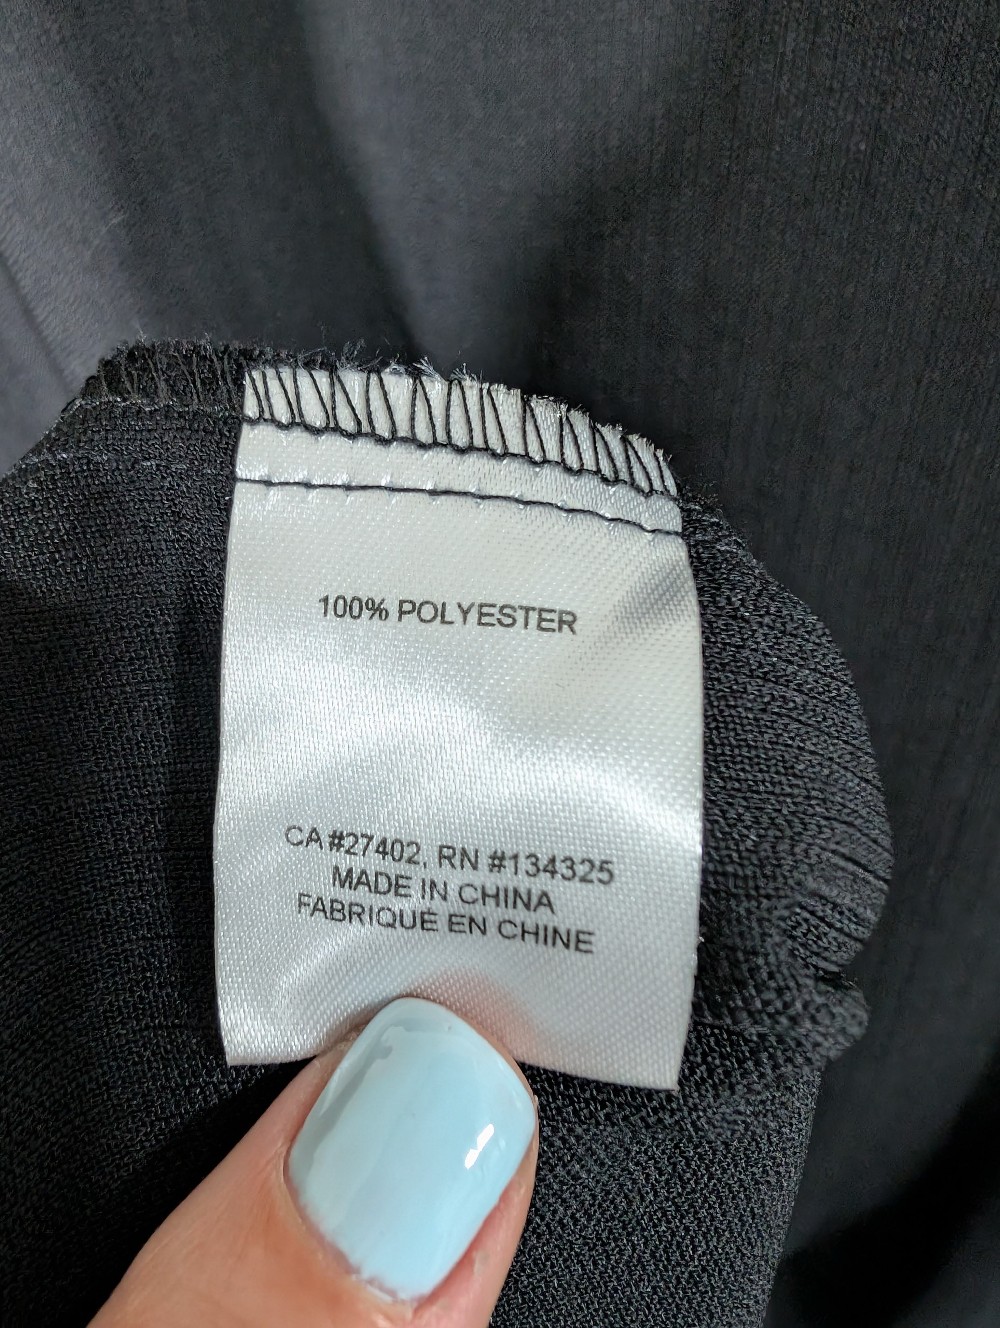 100% POLYESTER
CA #27402, RN #134325
MADE IN CHINA
FABRIQUÉ EN CHINE